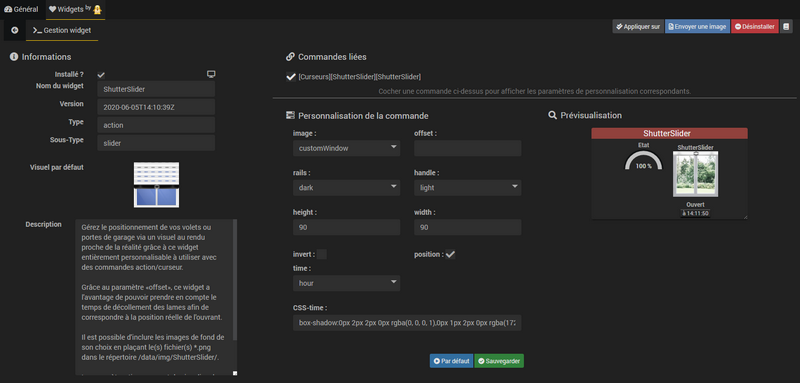 Général
Widgets by
Gestion widget
Appliquer sur
Envoyer une image
Désinstaller
Informations
Installé ?
Nom du widget
ShutterSlider
Version
2020-06-05T14:10:39Z
Type
action
Sous-Type
slider
Visuel par défaut
Description
Gérez le positionnement de vos volets ou
portes de garage via un visuel au rendu
proche de la réalité grâce à ce widget
entièrement personnalisable à utiliser avec
des commandes action/curseur.
Grâce au paramètre «offset», ce widget a
l'avantage de pouvoir prendre en compte le
temps de décollement des lames afin de
correspondre à la position réelle de l'ouvrant.
Il est possible d'inclure les images de fond de
son choix en plaçant le(s) fichier(s) *.png
dans le répertoire /data/img/ShutterSlider/.
Commandes liées
[Curseurs][ShutterSlider][ShutterSlider]
Cocher une commande ci-dessus pour afficher les paramètres de personnalisation correspondants.
Personnalisation de la commande
image :
offset :
customWindow
rails :
handle :
dark
light
height :
width :
90
90
invert :
position :
time :
hour
CSS-time :
box-shadow:0px 2px 2px 0px rgba(0, 0, 0, 1),0px 1px 2px 0px rgba(17
Par défaut
Sauvegarder
Prévisualisation
ShutterSlider
Etat
100 %
ShutterSlider
Ouvert
14:11:50